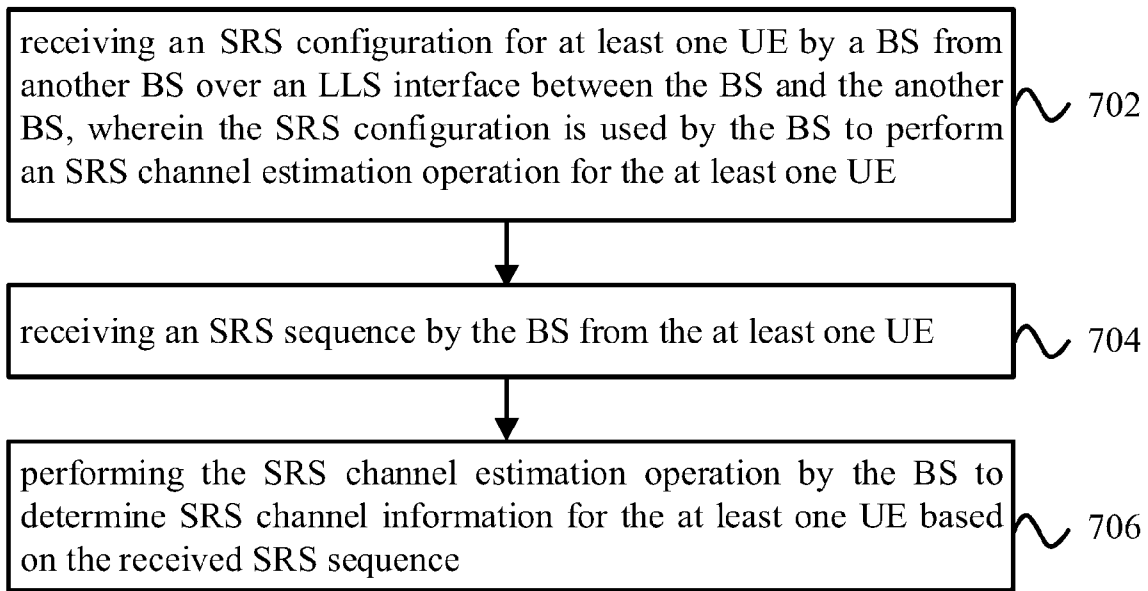 receiving an SRS configuration for at least one UE by a BS from
another BS over an LLS interface between the BS and the another
BS, wherein the SRS configuration is used by the BS to perform
an SRS channel estimation operation for the at least one UE
702
receiving an SRS sequence by the BS from the at least one UE
704
performing the SRS channel estimation operation by the BS to
determine SRS channel information for the at least one UE based
on the received SRS sequence
706